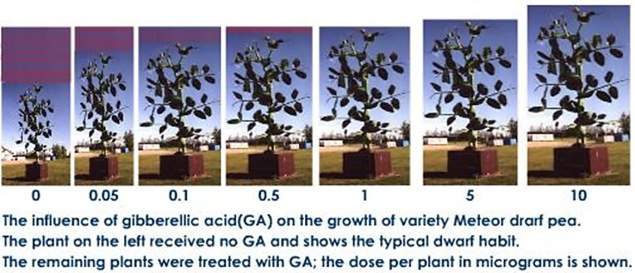 0 0.05 0.1 0.5 1 5 10
The influence of gibberellic acid(GA) on the growth of variety Meteor drarf pea.
The plant on the left received no GA and shows the typical dwarf habit.
The remaining plants were treated with GA; the dose per plant in micrograms is shown.